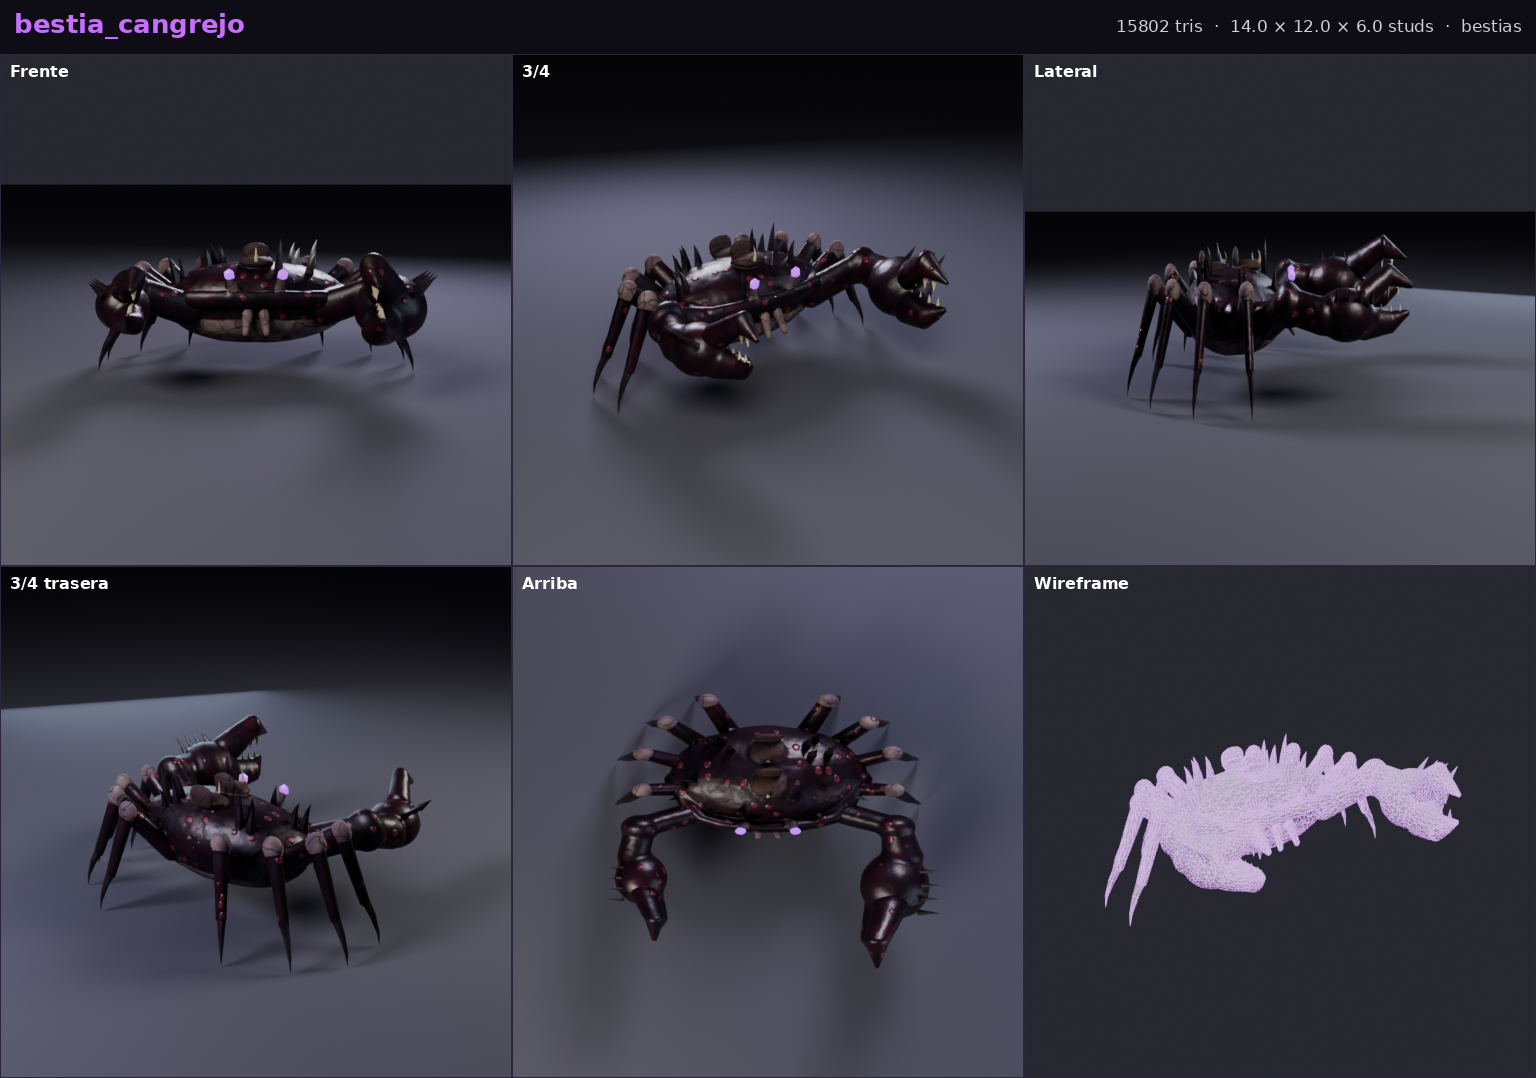 bestia_cangrejo
15802 tris · 14.0 × 12.0 × 6.0 studs · bestias
Frente
3/4
Lateral
3/4 trasera
Arriba
Wireframe